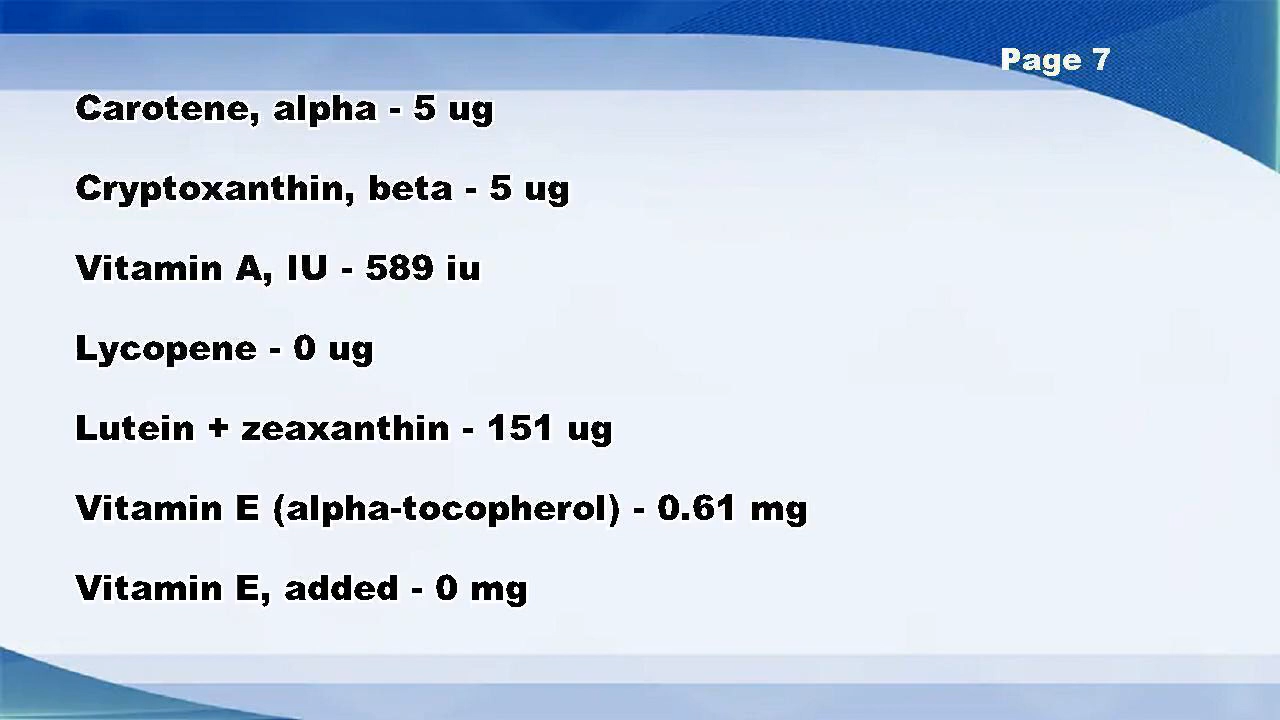 Page 7
Carotene, alpha - 5 ug
Cryptoxanthin, beta - 5 ug
Vitamin A, IU - 589 iu
Lycopene - 0 ug
Lutein + zeaxanthin - 151 ug
Vitamin E (alpha-tocopherol) - 0.61 mg
Vitamin E, added - 0 mg